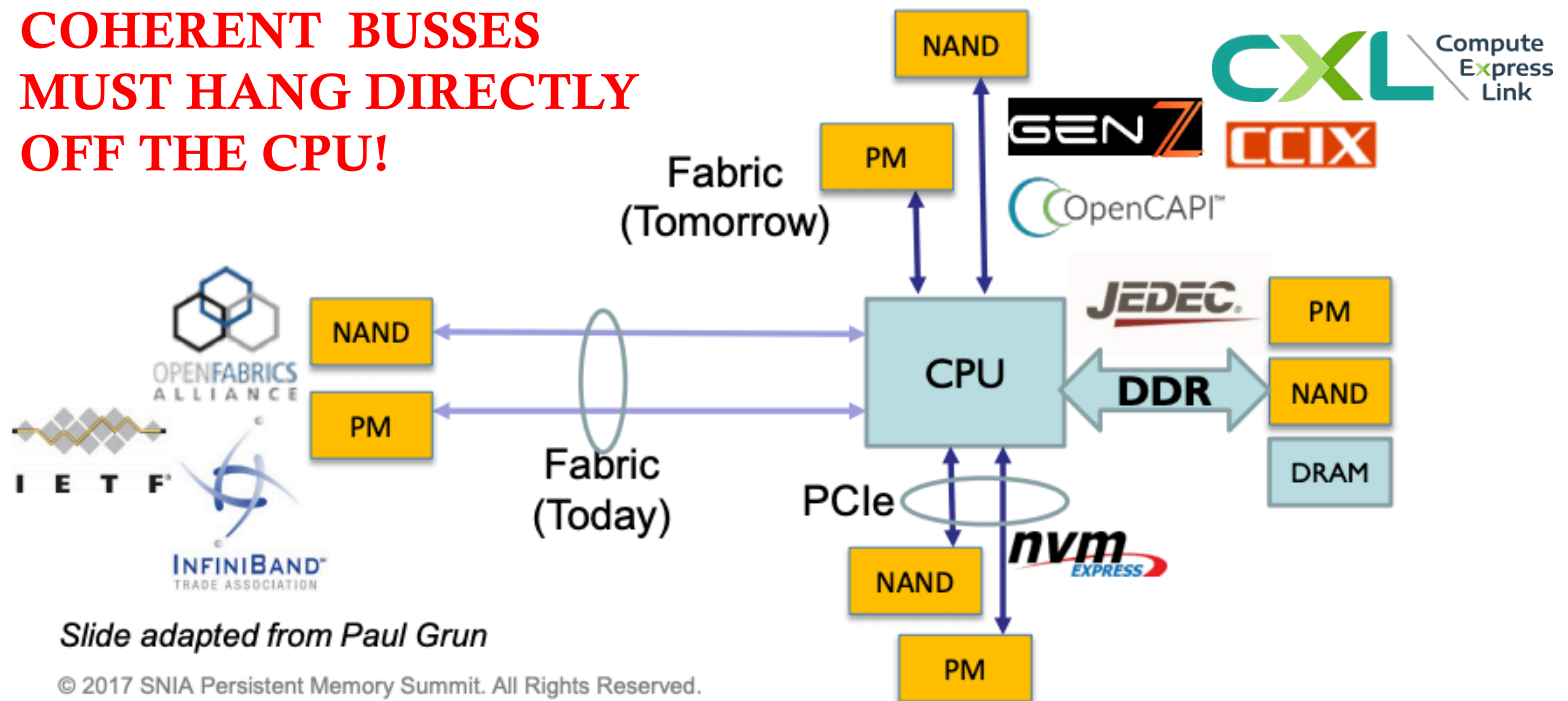 COHERENT BUSSES
MUST HANG DIRECTLY
OFF THE CPU!
NAND
CXL
Compute
Express
Link
GEN Z
CCIX
PM
Fabric
(Tomorrow)
OpenCAPI™
OPENFABRICS
ALLIANCE
NAND
JEDEC®
PM
CPU
DDR
NAND
PM
DRAM
IETF®
Fabric
(Today)
PCIe
nvm
EXPRESS
INFINIBAND™
TRADE ASSOCIATION
NAND
PM
Slide adapted from Paul Grun
© 2017 SNIA Persistent Memory Summit. All Rights Reserved.